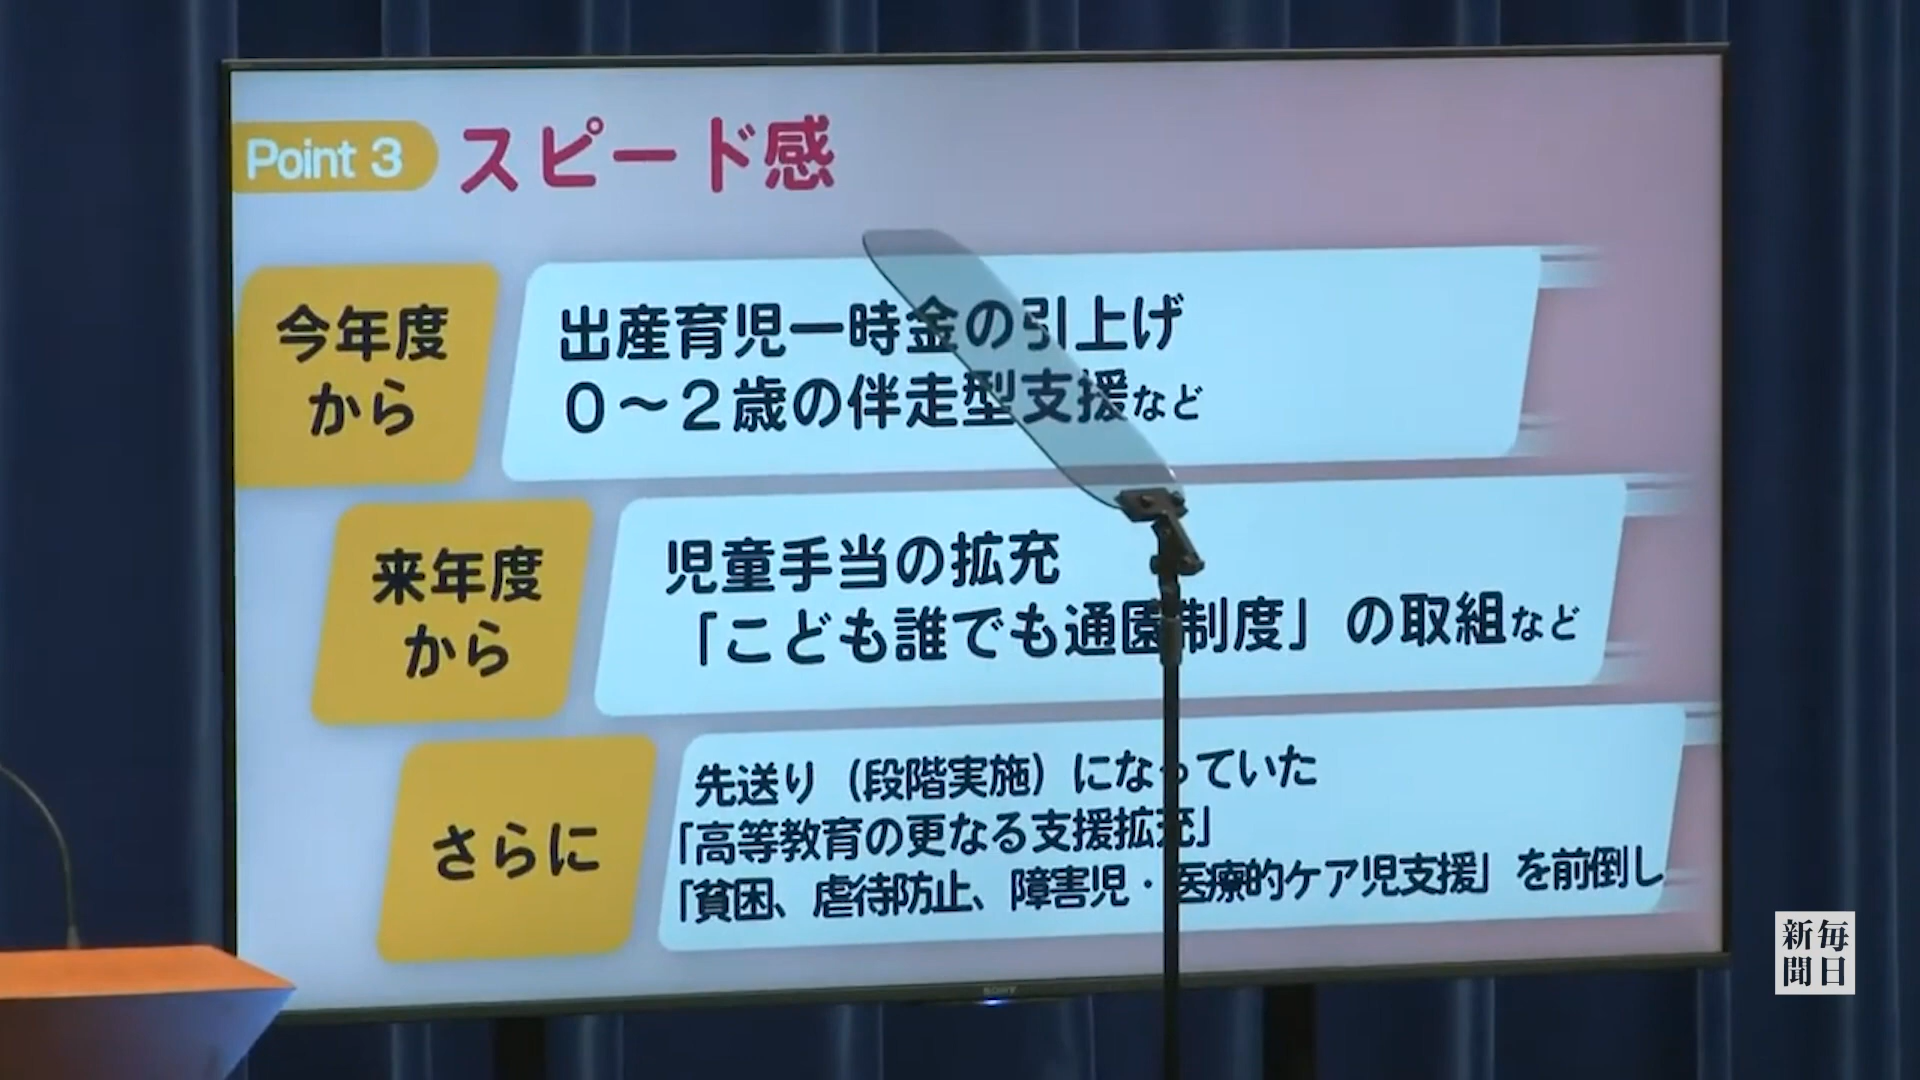 Point 3 スピード感
今年度
から
出産育児一時金の引上げ
０～２歳の伴走型支援など
来年度
から
児童手当の拡充
「こども誰でも通園制度」の取組など
さらに
先送り（段階実施）になっていた
「高等教育の更なる支援拡充」
「貧困、虐待防止、障害児・医療的ケア児支援」を前倒し
SONY
毎日
新聞